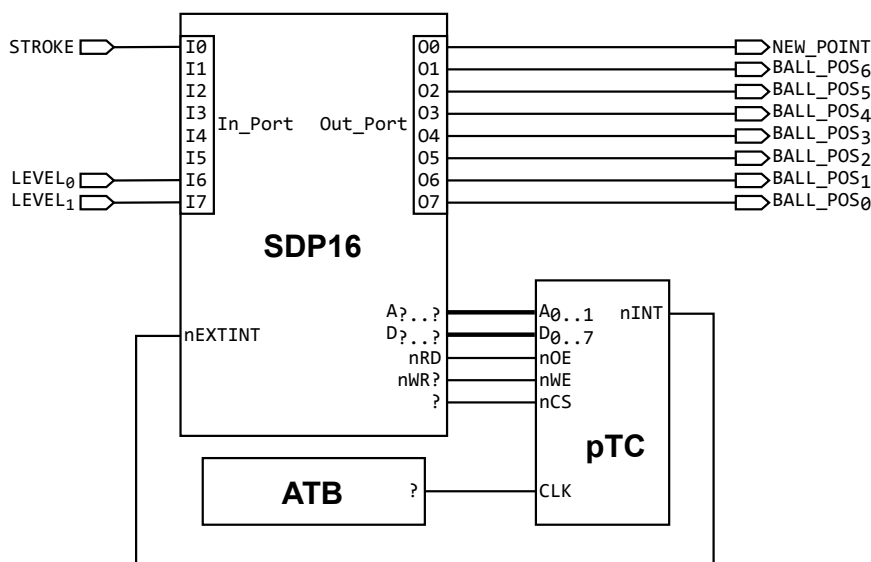 STROKE I0 O0 NEW_POINT
I1 O1 BALL_POS6
I2 O2 BALL_POS5
I3 O3 BALL_POS4
In_Port Out_Port
I4 O4 BALL_POS3
I5 O5 BALL_POS2
LEVEL0 I6 O6 BALL_POS1
LEVEL1 I7 O7 BALL_POS0
SDP16
A?..? A0..1 nINT
nEXTINT D?..? D0..7
nRD nOE
nWR? nWE
? nCS
pTC
ATB ? CLK